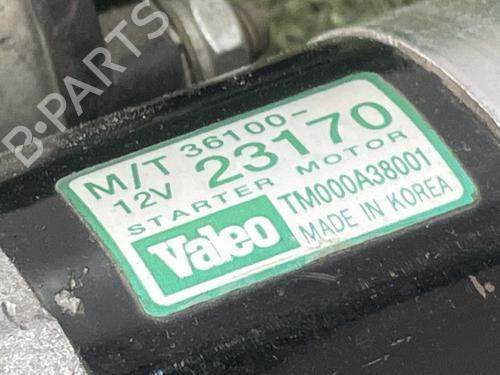 B-PARTS
M/T 36100-
12V 23170
STARTER MOTOR
Valeo TM000A38001
MADE IN KOREA